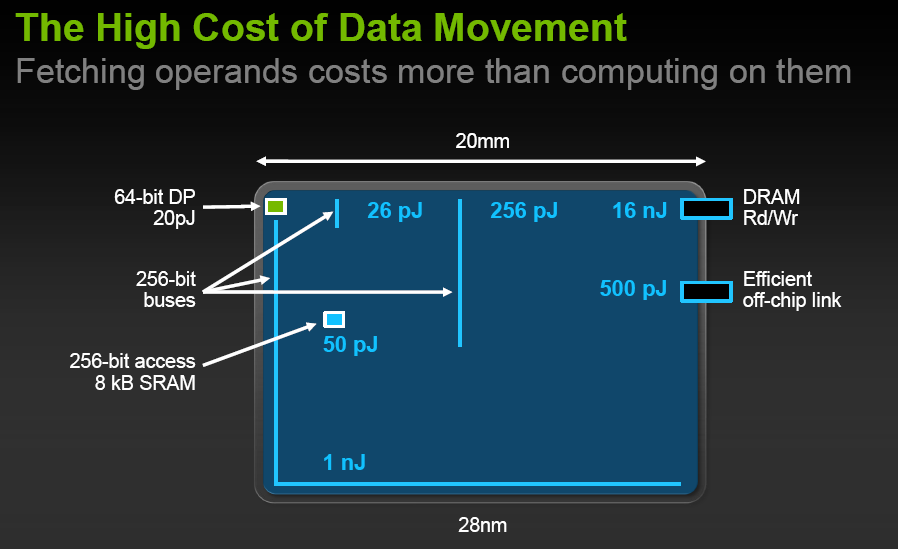 The High Cost of Data Movement
Fetching operands costs more than computing on them
20mm
64-bit DP
20pJ
26 pJ
256 pJ
16 nJ
DRAM
Rd/Wr
256-bit
buses
500 pJ
Efficient
off-chip link
50 pJ
256-bit access
8 kB SRAM
1 nJ
28nm